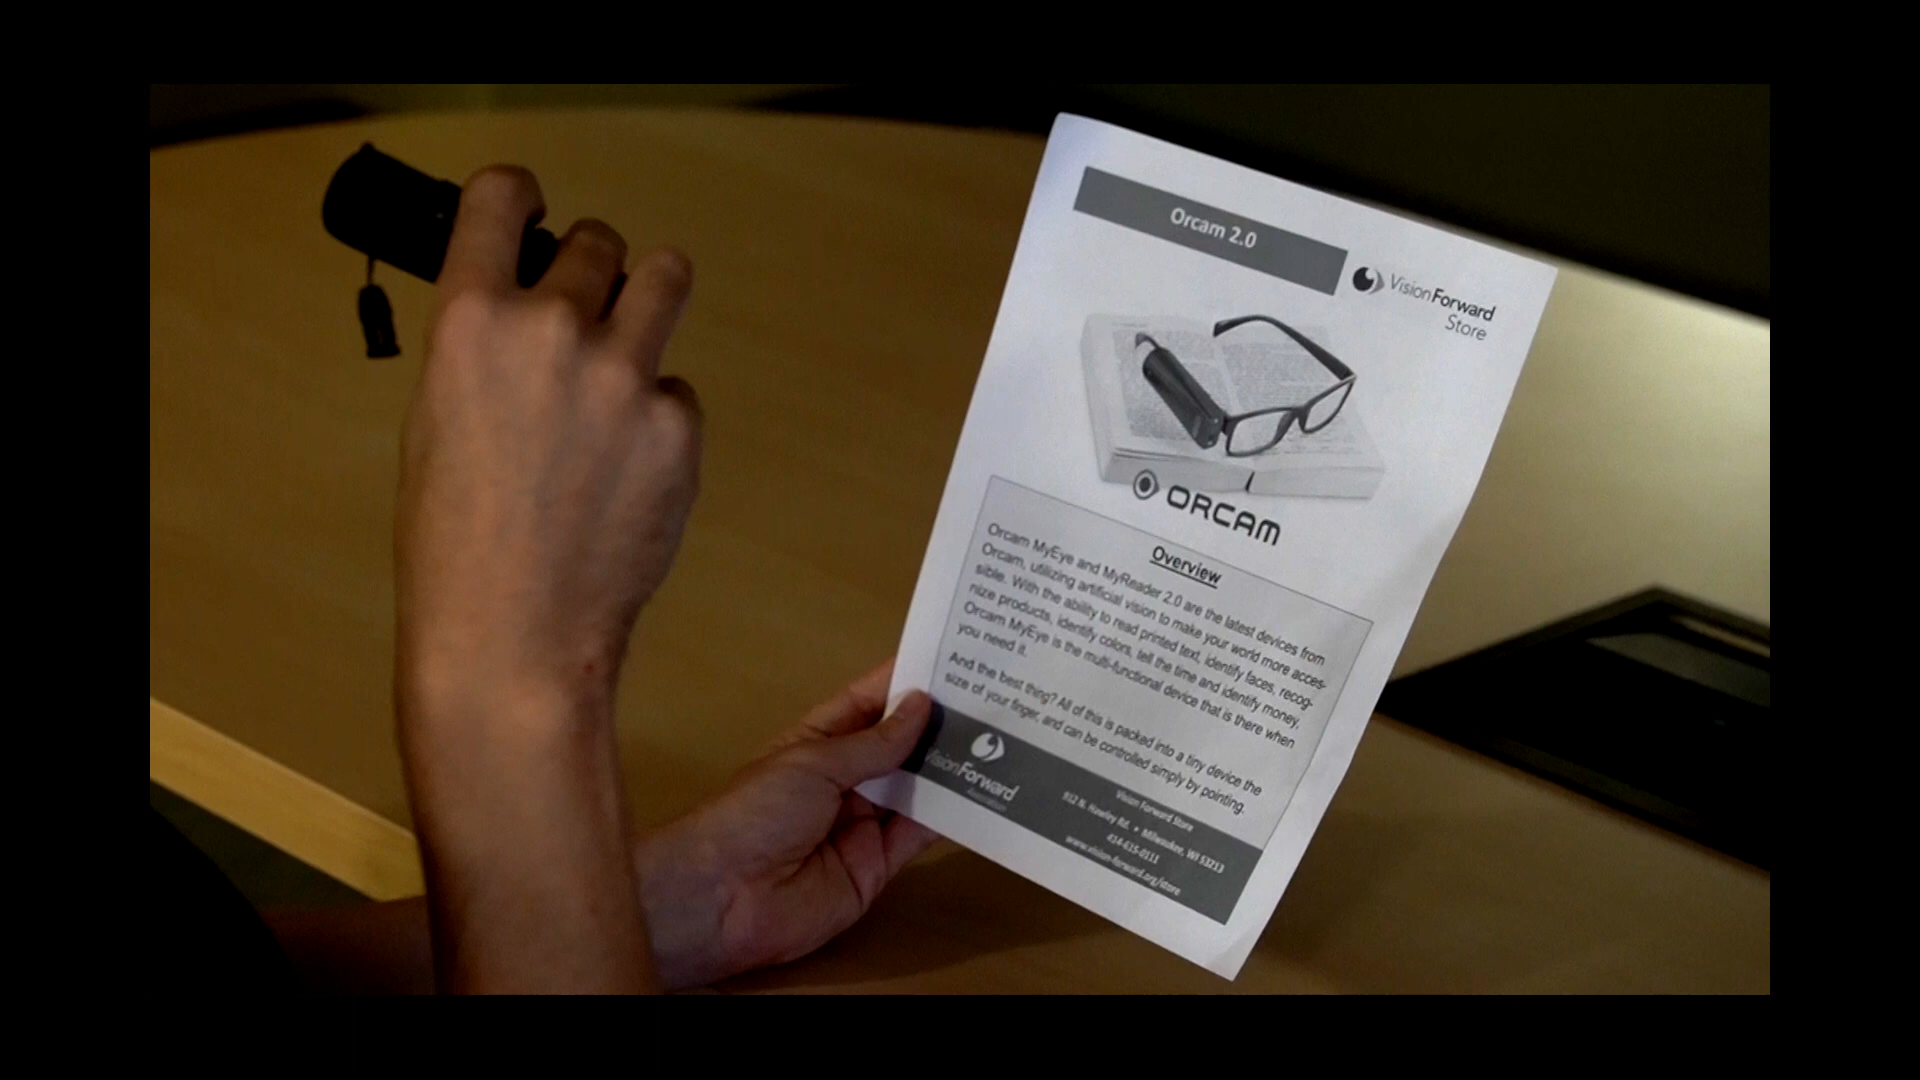 Orcam 2.0
VisionForward
Store
ORCAM
Overview
Orcam MyEye and MyReader 2.0 are the latest devices from
Orcam, utilizing artificial vision to make your world more acces-
sible. With the ability to read printed text, identify faces, recog-
nize products, identify colors, tell the time and identify money,
Orcam MyEye is the multi-functional device that is there when
you need it.
And the best thing? All of this is packed into a tiny device the
size of your finger, and can be controlled simply by pointing.
VisionForward
Association
Vision Forward Store
912 N. Hawley Rd. • Milwaukee, WI 53213
414-615-0111
www.vision-forward.org/store